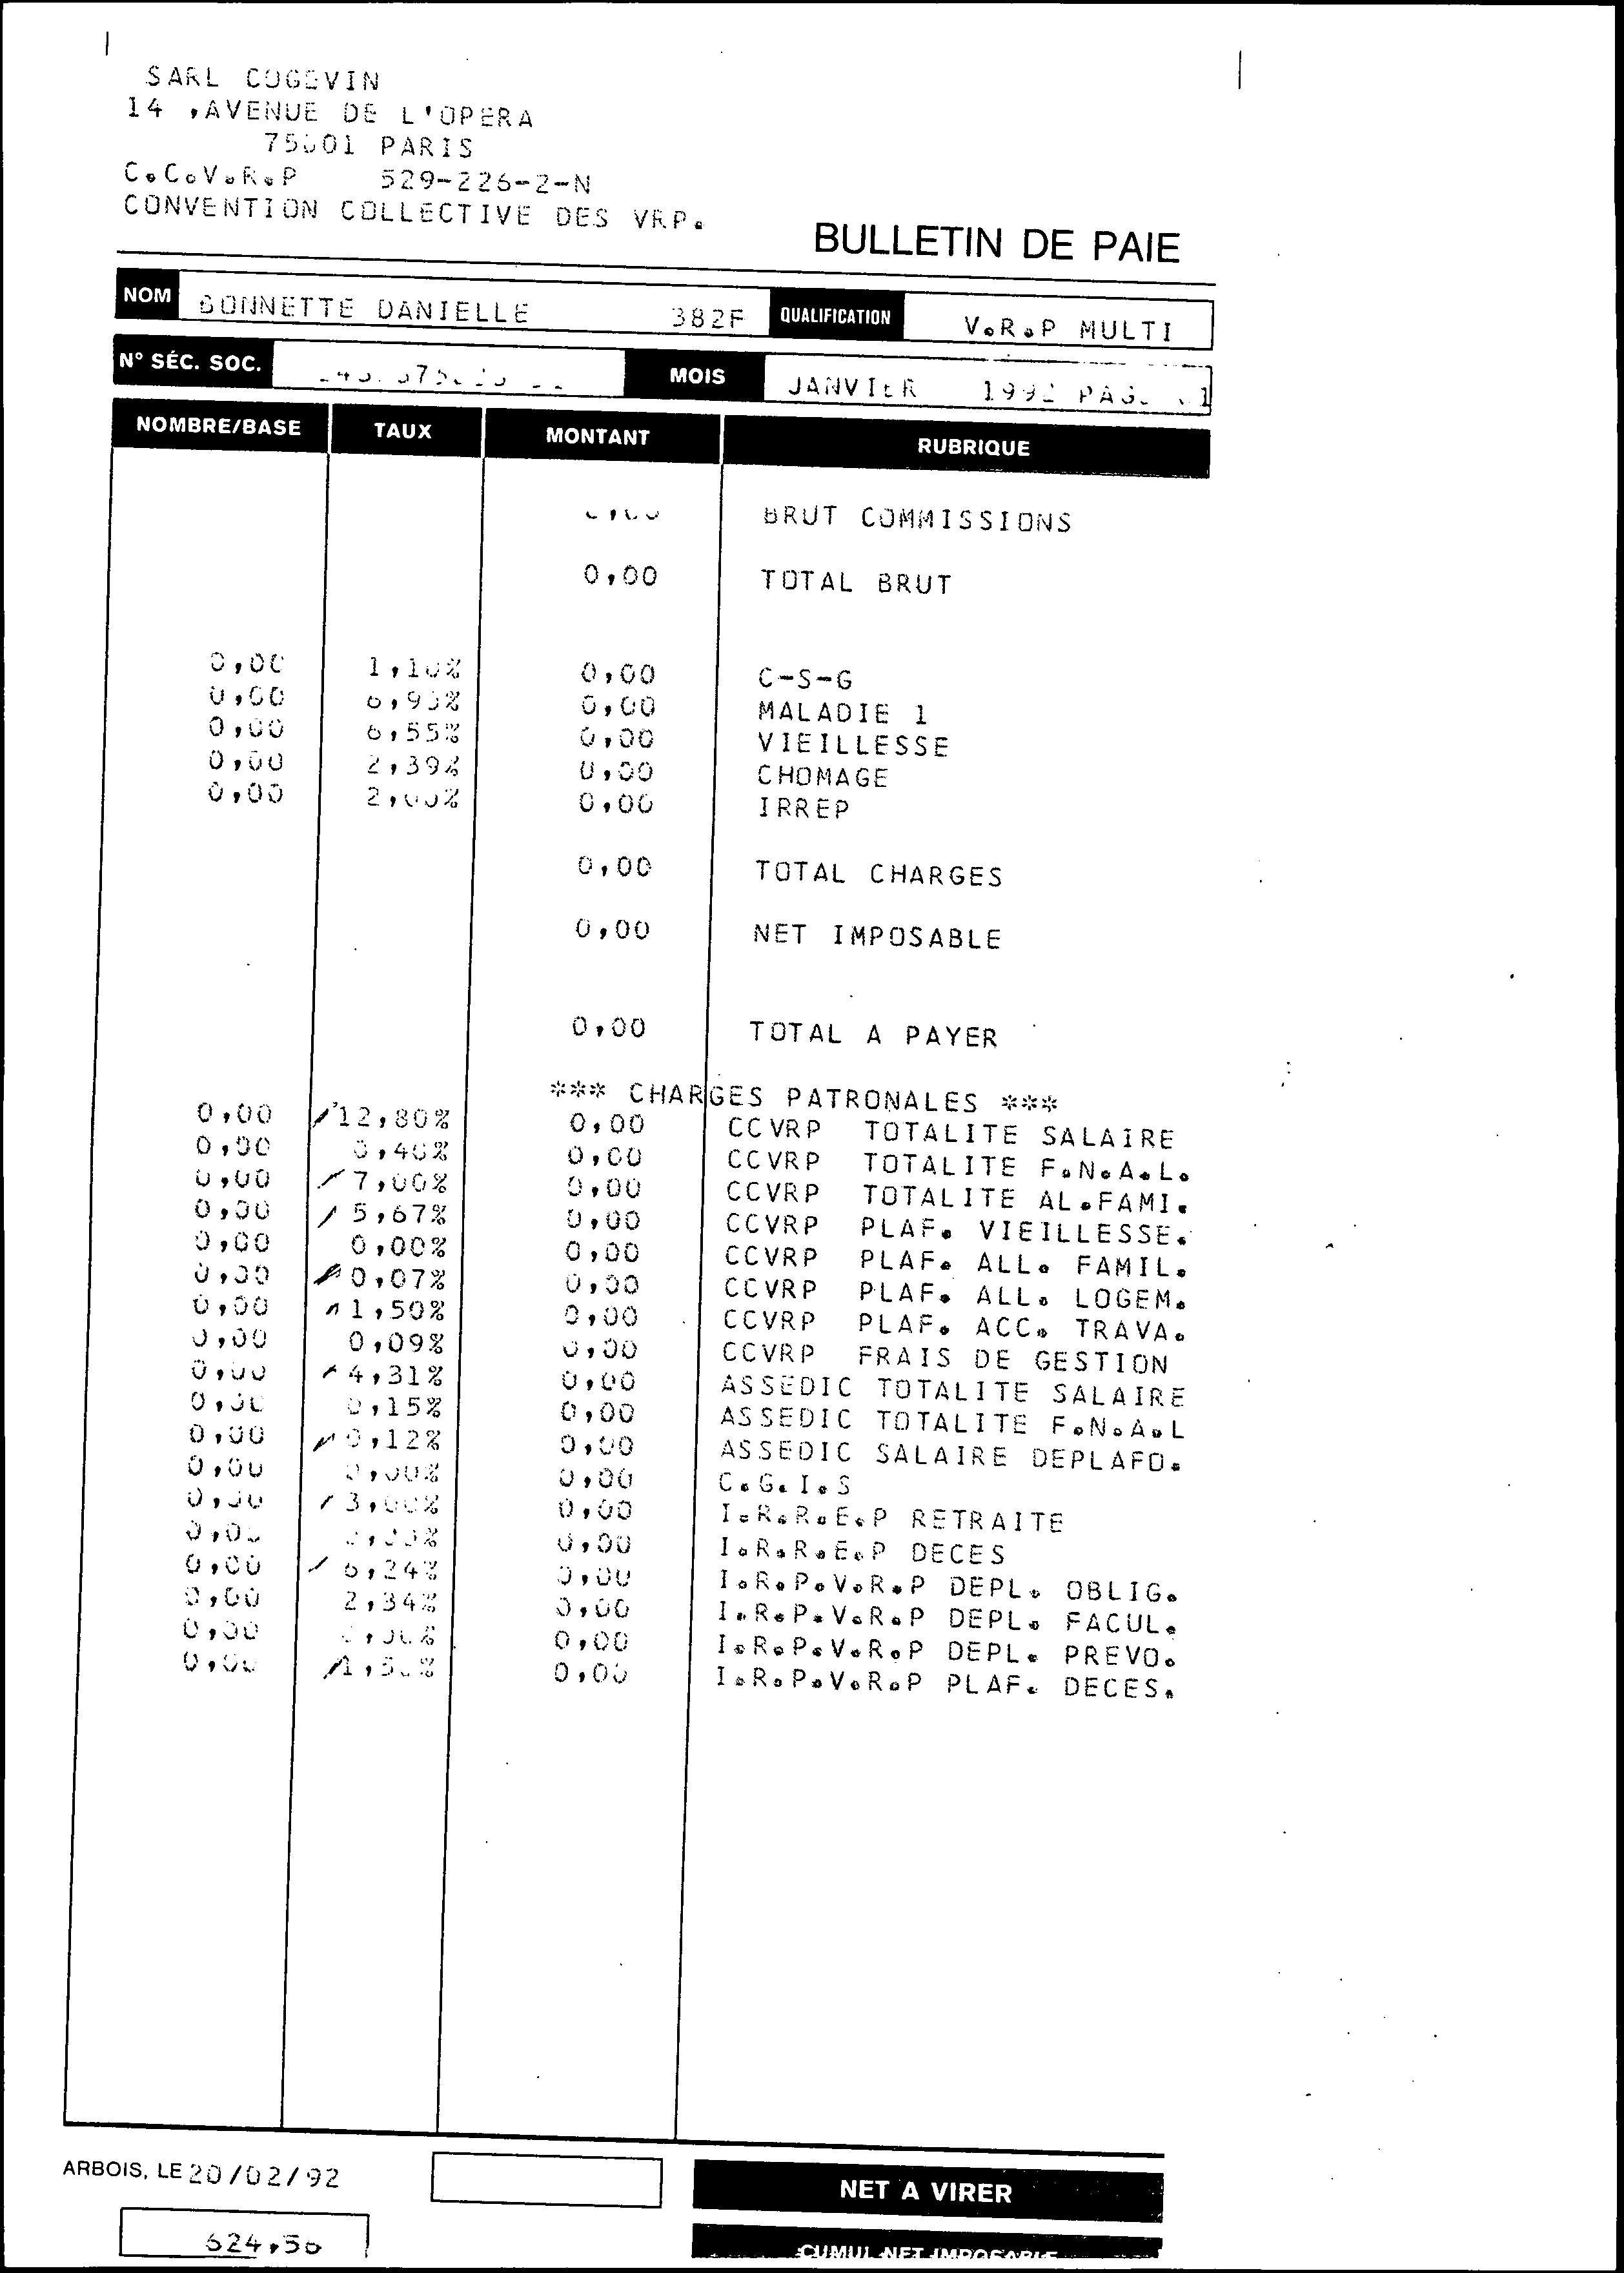 SARL COGEVIN
14 ,AVENUE DE L'OPERA
75001 PARIS
C.C.V.R.P 529-226-2-N
CONVENTION COLLECTIVE DES VRP.
BULLETIN DE PAIE
NOM BONNETTE DANIELLE 382F QUALIFICATION V.R.P MULTI
N° SÉC. SOC. MOIS JANVIER 1992
NOMBRE/BASE TAUX MONTANT RUBRIQUE
BRUT COMMISSIONS
0,00 TOTAL BRUT
0,00 1,10% 0,00 C-S-G
0,00 6,90% 0,00 MALADIE 1
0,00 6,55% 0,00 VIEILLESSE
0,00 2,39% 0,00 CHOMAGE
0,00 2,00% 0,00 IRREP
0,00 TOTAL CHARGES
0,00 NET IMPOSABLE
0,00 TOTAL A PAYER
*** CHARGES PATRONALES ***
0,00 12,80% 0,00 CCVRP TOTALITE SALAIRE
0,00 0,40% 0,00 CCVRP TOTALITE F.N.A.L.
0,00 7,00% 0,00 CCVRP TOTALITE AL.FAMI.
0,00 5,67% 0,00 CCVRP PLAF. VIEILLESSE.
0,00 0,00% 0,00 CCVRP PLAF. ALL. FAMIL.
0,00 0,07% 0,00 CCVRP PLAF. ALL. LOGEM.
0,00 1,50% 0,00 CCVRP PLAF. ACC. TRAVA.
0,00 0,09% 0,00 CCVRP FRAIS DE GESTION
0,00 4,31% 0,00 ASSEDIC TOTALITE SALAIRE
0,00 0,15% 0,00 ASSEDIC TOTALITE F.N.A.L
0,00 0,12% 0,00 ASSEDIC SALAIRE DEPLAFO.
0,00 0,00% 0,00 C.G.I.S
0,00 3,00% 0,00 I.R.R.E.P RETRAITE
0,00 0,00 I.R.R.E.P DECES
0,00 6,24% 0,00 I.R.P.V.R.P DEPL. OBLIG.
0,00 2,34% 0,00 I.R.P.V.R.P DEPL. FACUL.
0,00 0,00 I.R.P.V.R.P DEPL. PREVO.
0,00 1,50% 0,00 I.R.P.V.R.P PLAF. DECES.
ARBOIS, LE 20/02/92
NET A VIRER
CUMUL NET IMPOSABLE